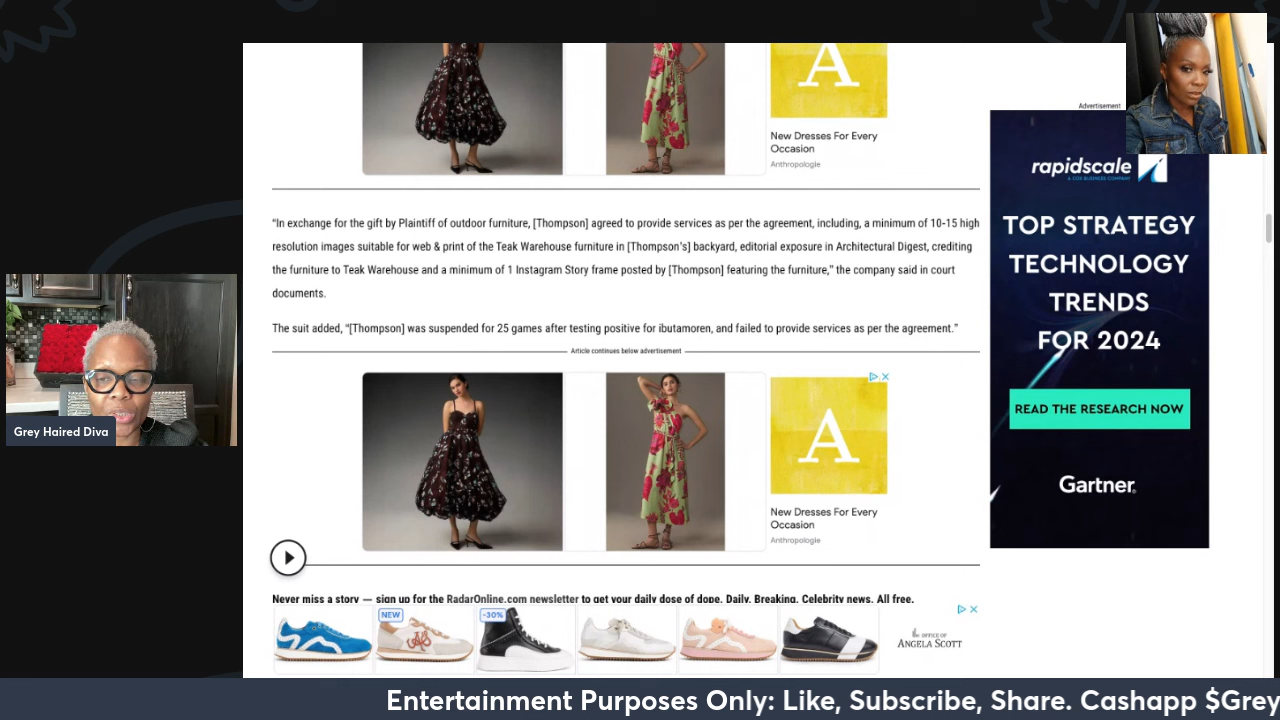 A
New Dresses For Every
Occasion
Anthropologie
Advertisement
rapidscale
A COX BUSINESS COMPANY
TOP STRATEGY
TECHNOLOGY
TRENDS
FOR 2024
READ THE RESEARCH NOW
Gartner
“In exchange for the gift by Plaintiff of outdoor furniture, [Thompson] agreed to provide services as per the agreement, including, a minimum of 10-15 high
resolution images suitable for web & print of the Teak Warehouse furniture in [Thompson’s] backyard, editorial exposure in Architectural Digest, crediting
the furniture to Teak Warehouse and a minimum of 1 Instagram Story frame posted by [Thompson] featuring the furniture,” the company said in court
documents.
The suit added, “[Thompson] was suspended for 25 games after testing positive for ibutamoren, and failed to provide services as per the agreement.”
Article continues below advertisement
A
New Dresses For Every
Occasion
Anthropologie
Grey Haired Diva
Never miss a story — sign up for the RadarOnline.com newsletter to get your daily dose of dope. Daily. Breaking. Celebrity news. All free.
NEW
-30%
OFFICE OF
ANGELA SCOTT
Entertainment Purposes Only: Like, Subscribe, Share. Cashapp $Grey